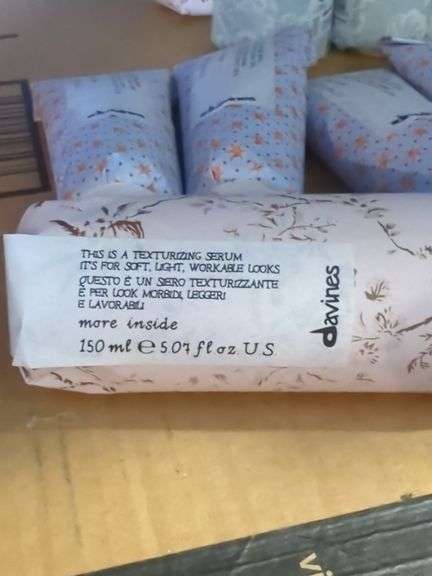 THIS IS A TEXTURIZING SERUM
IT'S FOR SOFT, LIGHT, WORKABLE LOOKS
QUESTO È UN SIERO TEXTURIZZANTE
È PER LOOK MORBIDI, LEGGERI
E LAVORABILI
more inside
150 ml e 5.07 fl oz U S
davines